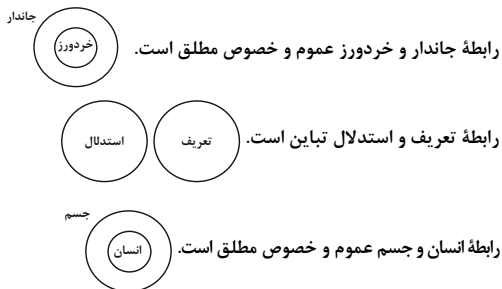 جاندار
رابطهٔ جاندار و خردورز عموم و خصوص مطلق است.
خردورز
رابطهٔ تعریف و استدلال تباین است.
تعریف
استدلال
جسم
رابطهٔ انسان و جسم عموم و خصوص مطلق است.
انسان